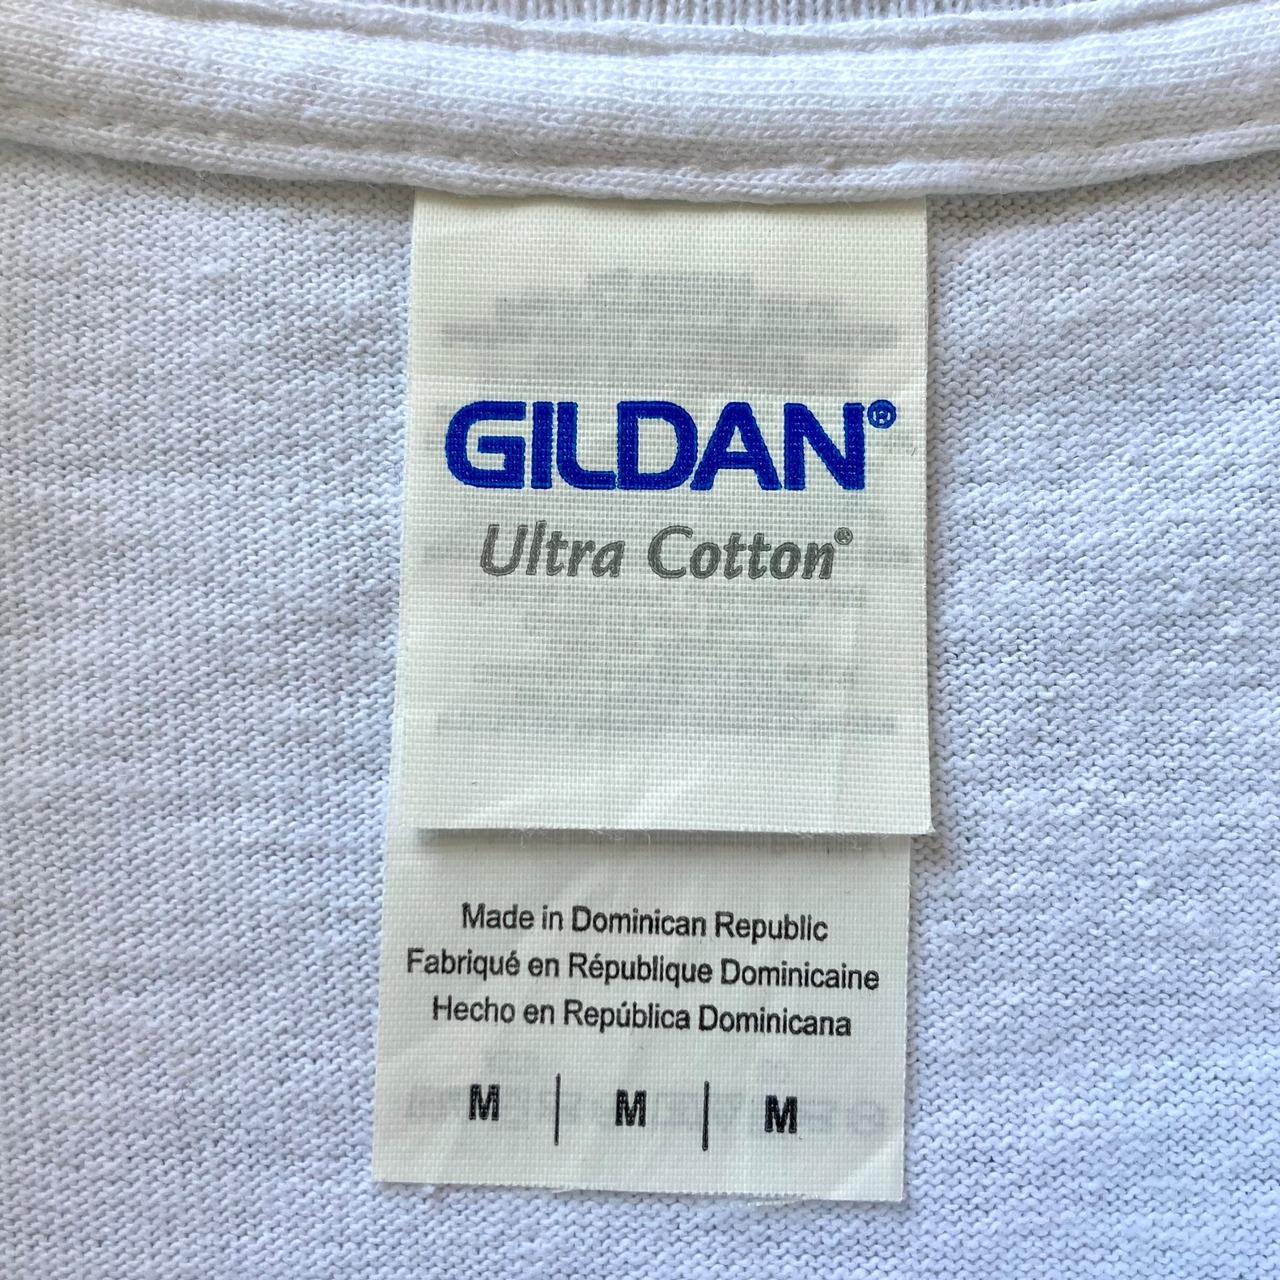 GILDAN®
Ultra Cotton®
Made in Dominican Republic
Fabriqué en République Dominicaine
Hecho en República Dominicana
M | M | M